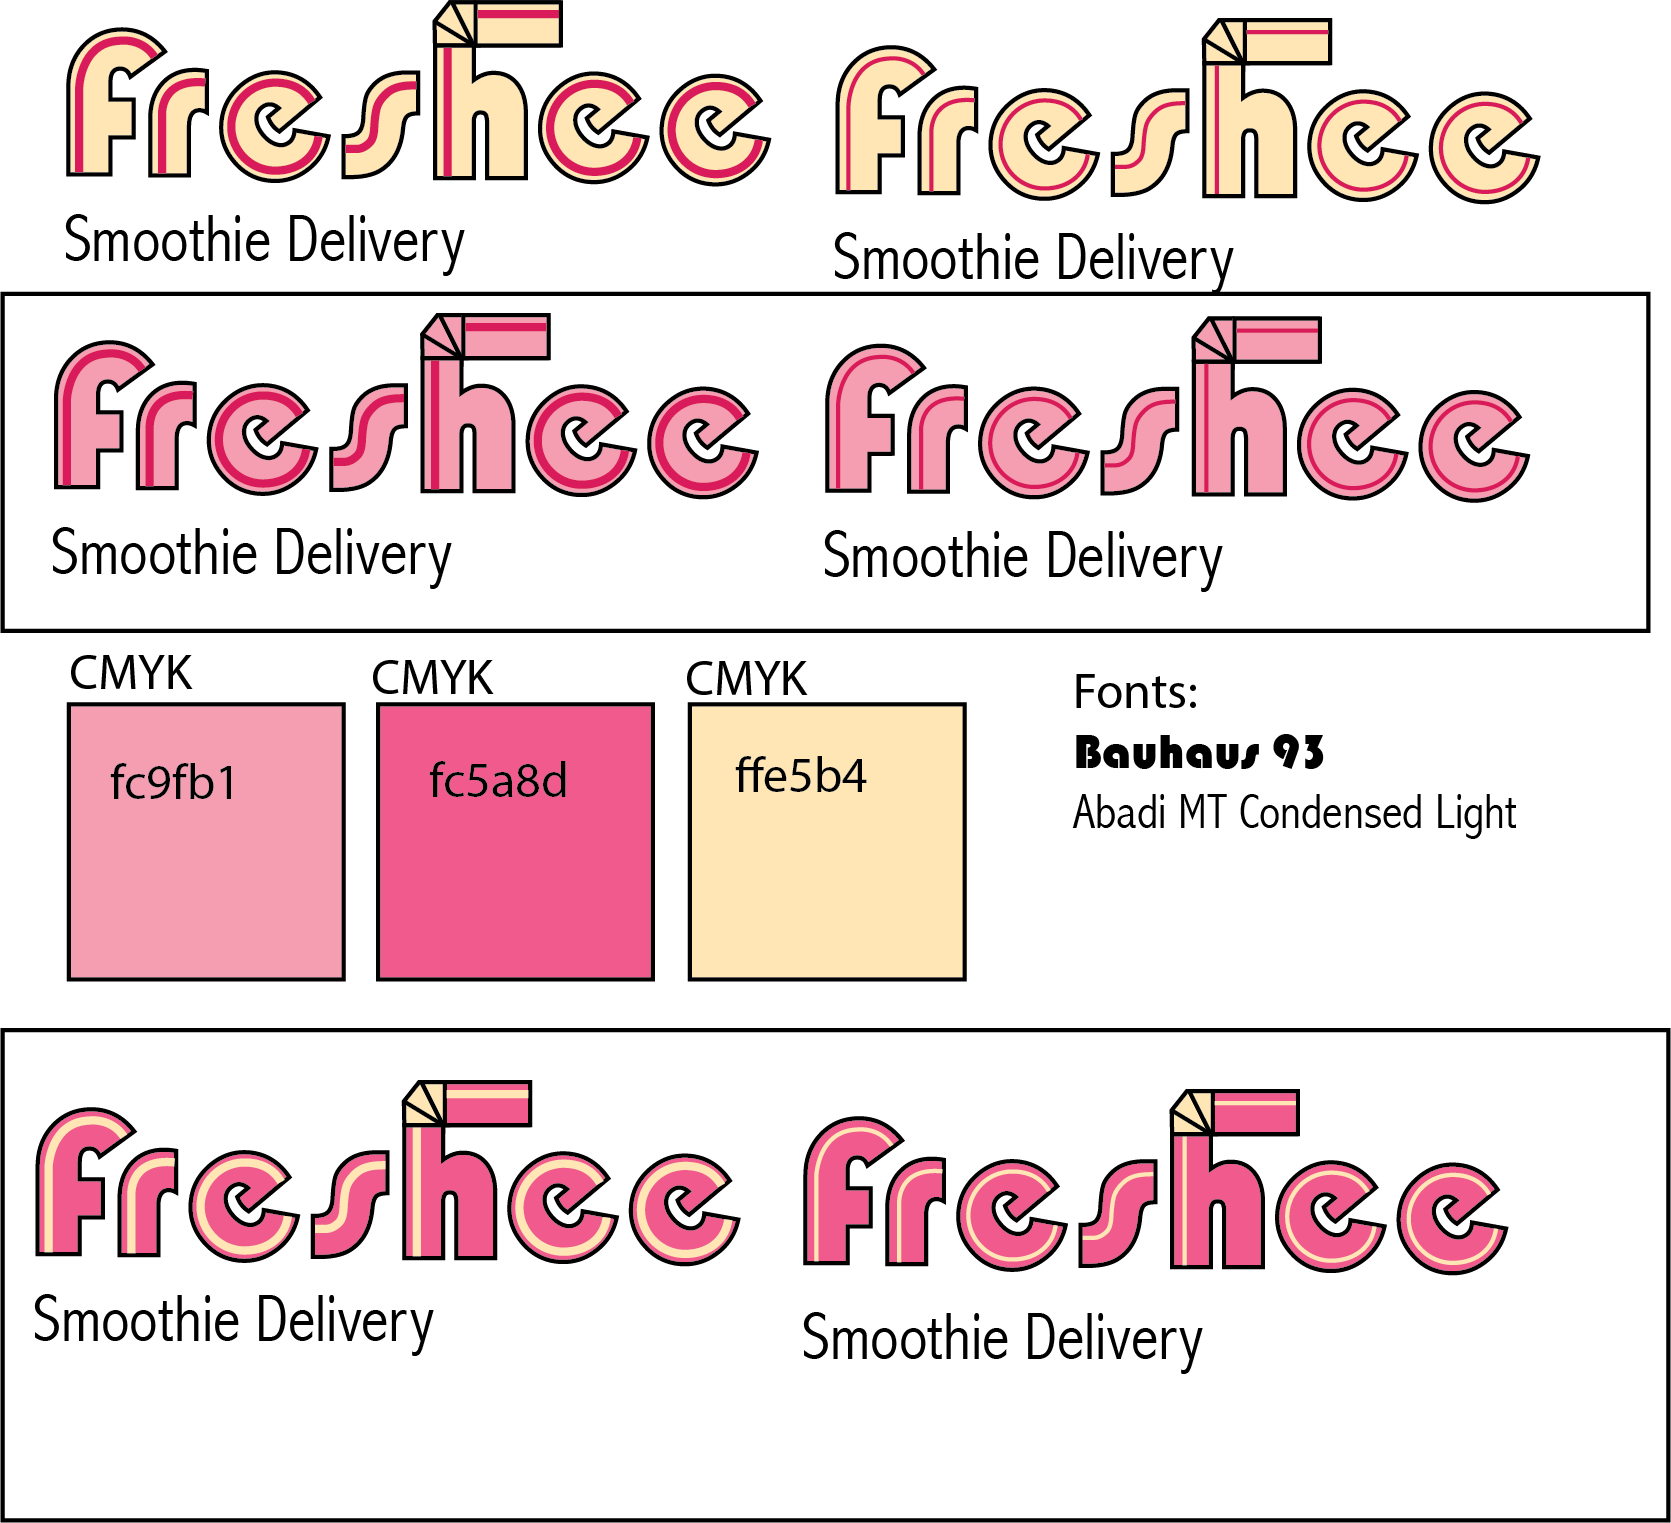 freshee
freshee
Smoothie Delivery
Smoothie Delivery
freshee
freshee
Smoothie Delivery
Smoothie Delivery
CMYK
CMYK
CMYK
fc9fb1
fc5a8d
ffe5b4
Fonts:
Bauhaus 93
Abadi MT Condensed Light
freshee
freshee
Smoothie Delivery
Smoothie Delivery